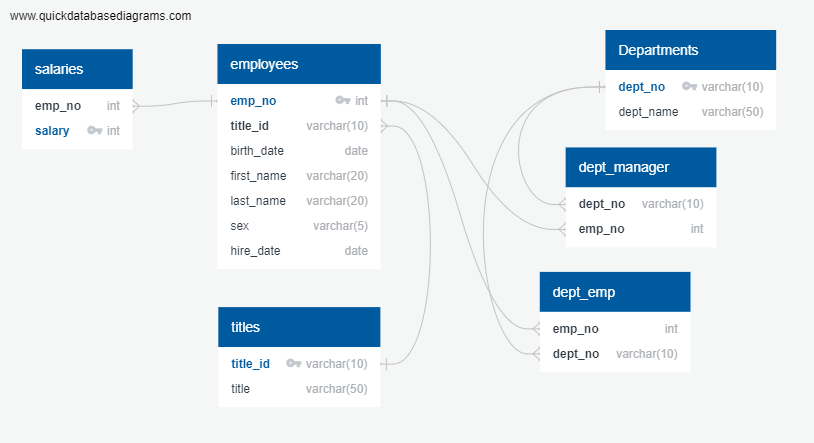 www.quickdatabasediagrams.com
salaries
emp_no int
salary int
employees
emp_no int
title_id varchar(10)
birth_date date
first_name varchar(20)
last_name varchar(20)
sex varchar(5)
hire_date date
titles
title_id varchar(10)
title varchar(50)
Departments
dept_no varchar(10)
dept_name varchar(50)
dept_manager
dept_no varchar(10)
emp_no int
dept_emp
emp_no int
dept_no varchar(10)